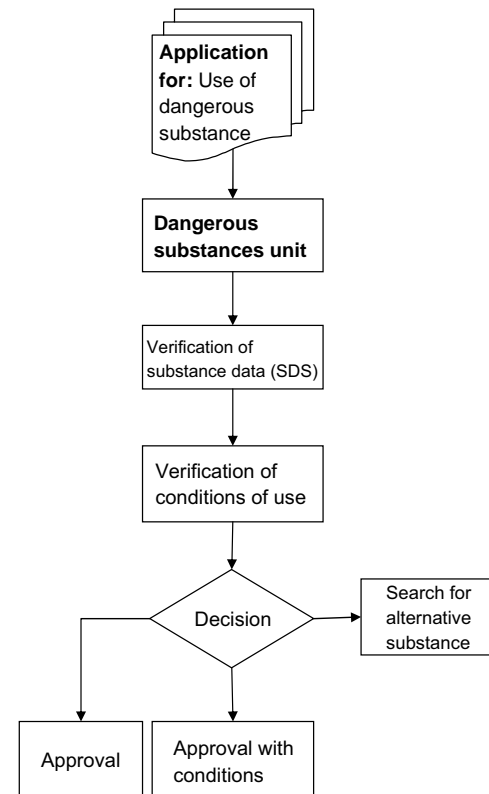 Application
for: Use of
dangerous
substance
Dangerous
substances unit
Verification of
substance data (SDS)
Verification of
conditions of use
Decision
Search for
alternative
substance
Approval
Approval with
conditions